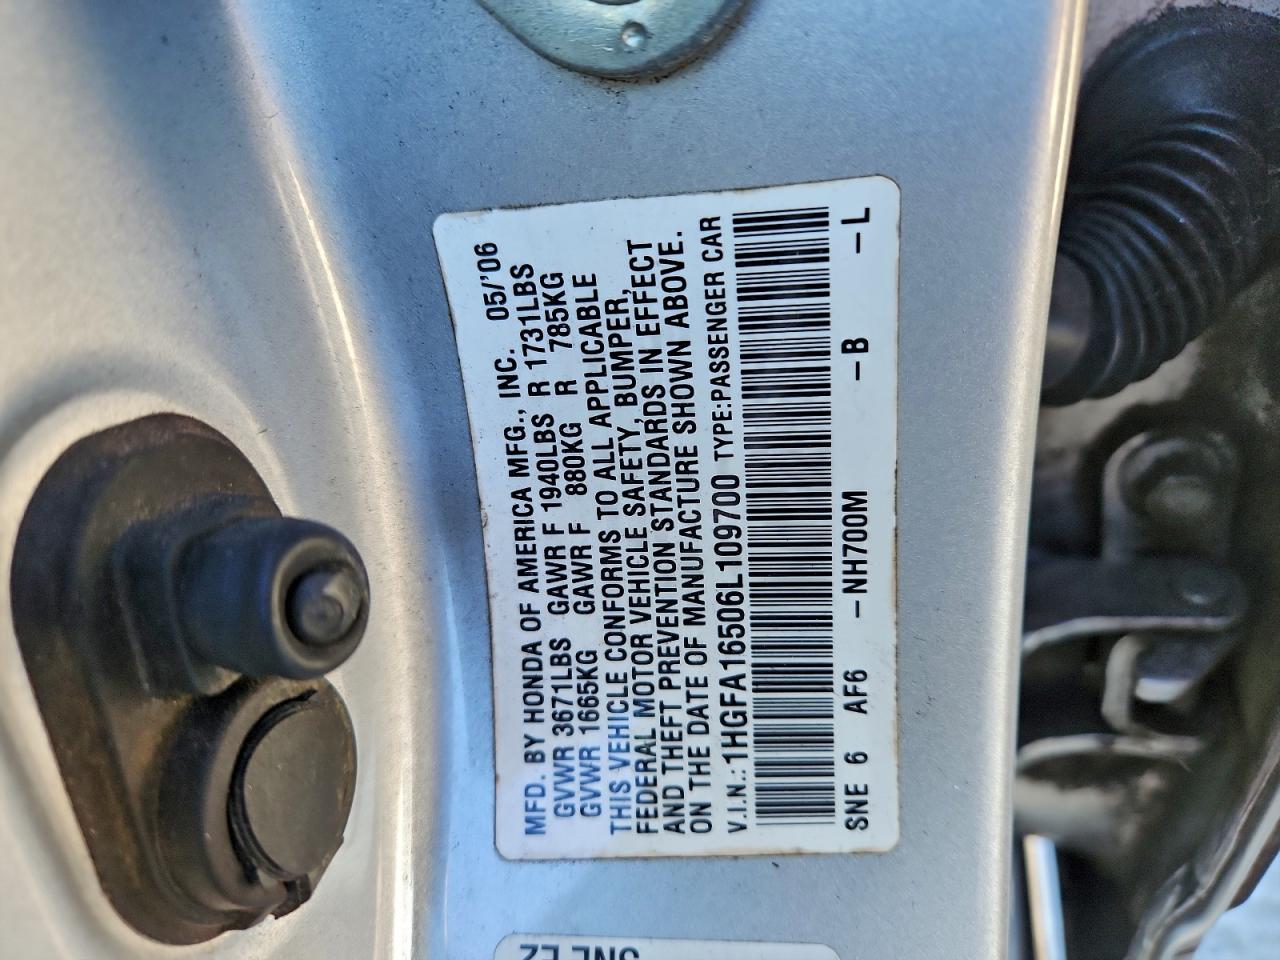 MFD. BY HONDA OF AMERICA MFG., INC. 05/'06
GVWR 3671LBS GAWR F 1940LBS R 1731LBS
GVWR 1665KG GAWR F 880KG R 785KG
THIS VEHICLE CONFORMS TO ALL APPLICABLE
FEDERAL MOTOR VEHICLE SAFETY, BUMPER,
AND THEFT PREVENTION STANDARDS IN EFFECT
ON THE DATE OF MANUFACTURE SHOWN ABOVE.
V.I.N.:1HGFA16506L109700 TYPE:PASSENGER CAR
SNE 6 AF6 -NH700M -B -L